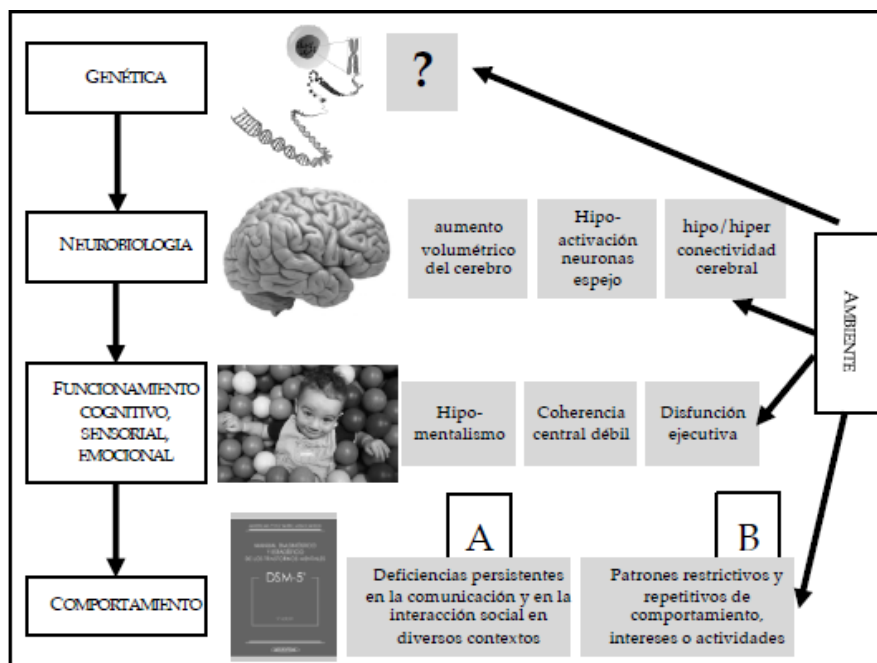 GENÉTICA
?
NEUROBIOLOGIA
aumento
volumétrico
del cerebro
Hipo-
activación
neuronas
espejo
hipo/hiper
conectividad
cerebral
AMBIENTE
FUNCIONAMIENTO
COGNITIVO,
SENSORIAL,
EMOCIONAL
Hipo-
mentalismo
Coherencia
central débil
Disfunción
ejecutiva
A
B
COMPORTAMIENTO
DSM-5
Deficiencias persistentes
en la comunicación y en la
interacción social en
diversos contextos
Patrones restrictivos y
repetitivos de
comportamiento,
intereses o actividades